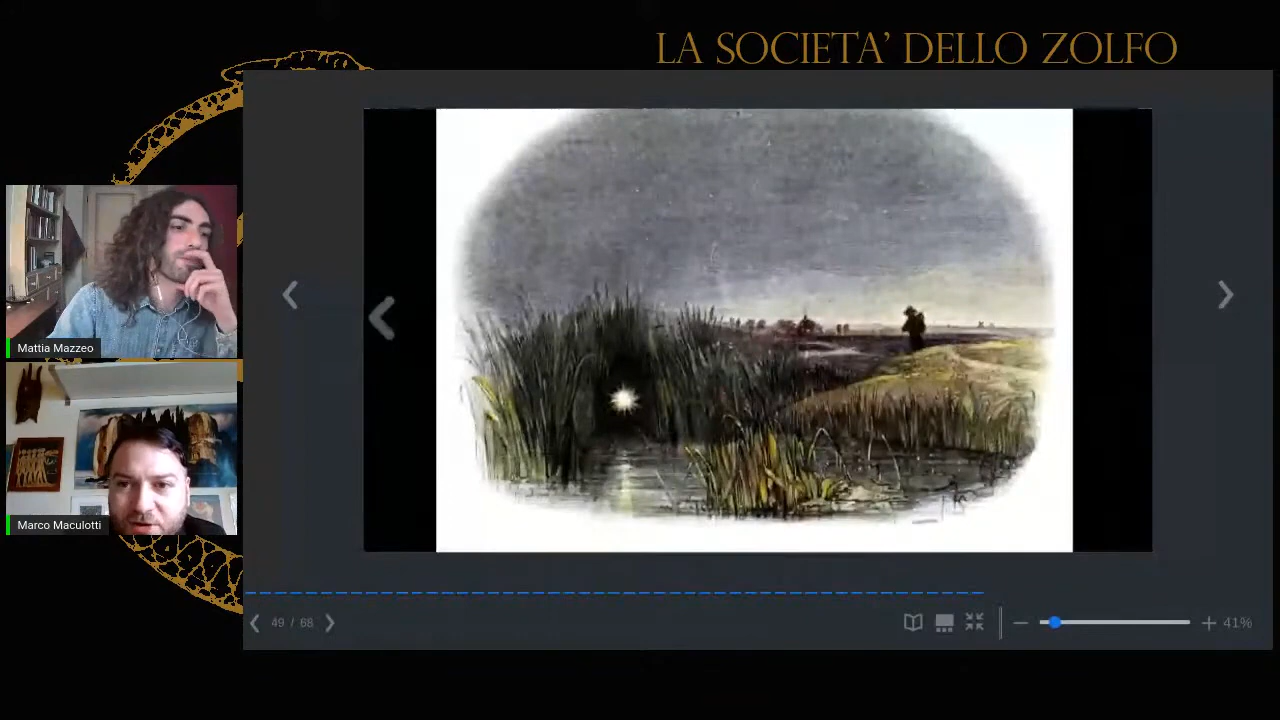 LA SOCIETA' DELLO ZOLFO
Mattia Mazzeo
Marco Maculotti
49 / 68
41%